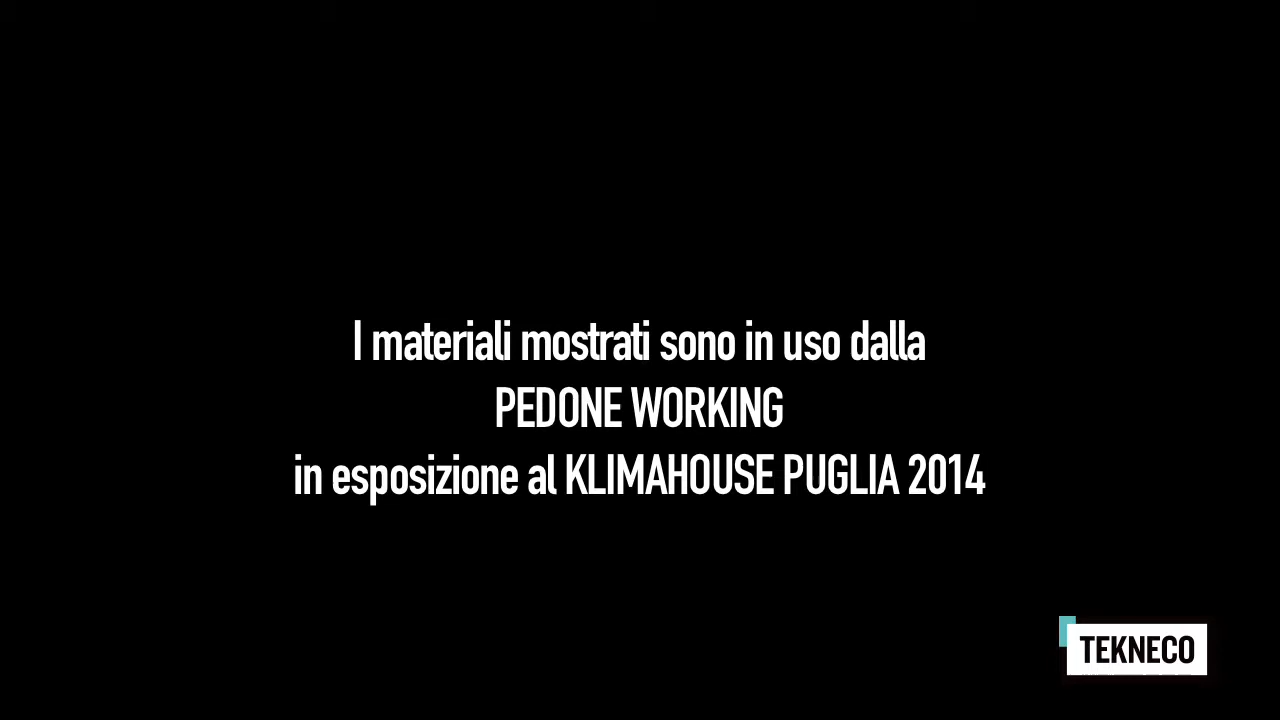 I materiali mostrati sono in uso dalla
PEDONE WORKING
in esposizione al KLIMAHOUSE PUGLIA 2014
TEKNECO